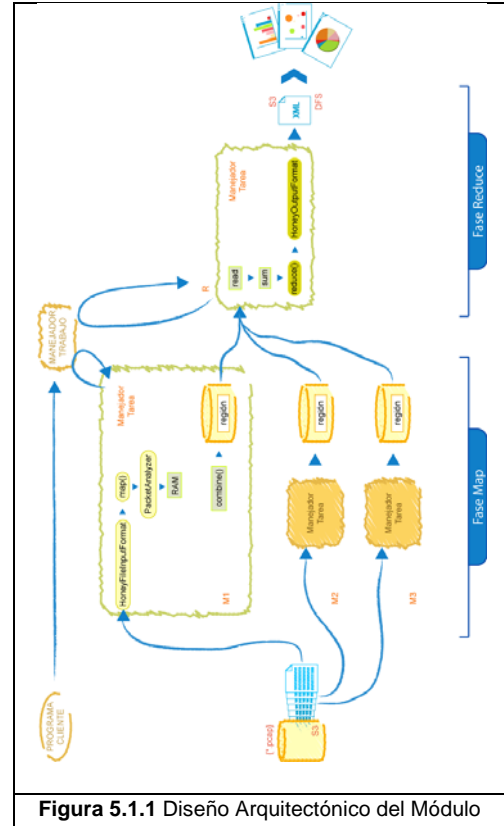 PROGRAMA
CLIENTE
MANEJADOR
TRABAJO
{*.pcap}
S3
M1
HoneyFileInputFormat
map()
PacketAnalyzer
RAM
combine()
región
Manejador
Tarea
M2
Manejador
Tarea
región
M3
Manejador
Tarea
región
R
read
sum
reduce()
HoneyOutputFormat
Manejador
Tarea
S3
XML
DFS
Fase Map
Fase Reduce
Figura 5.1.1 Diseño Arquitectónico del Módulo